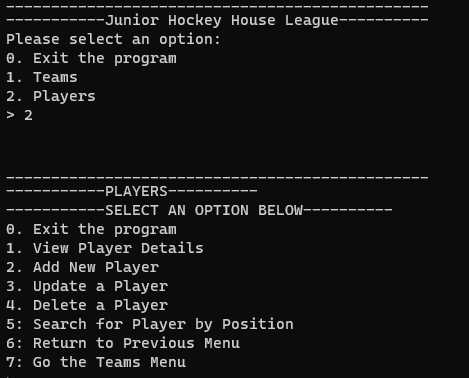 -----------------------------------------------
-----------Junior Hockey House League----------
Please select an option:
0. Exit the program
1. Teams
2. Players
> 2
-----------------------------------------------
-----------PLAYERS----------
-----------SELECT AN OPTION BELOW----------
0. Exit the program
1. View Player Details
2. Add New Player
3. Update a Player
4. Delete a Player
5: Search for Player by Position
6: Return to Previous Menu
7: Go the Teams Menu